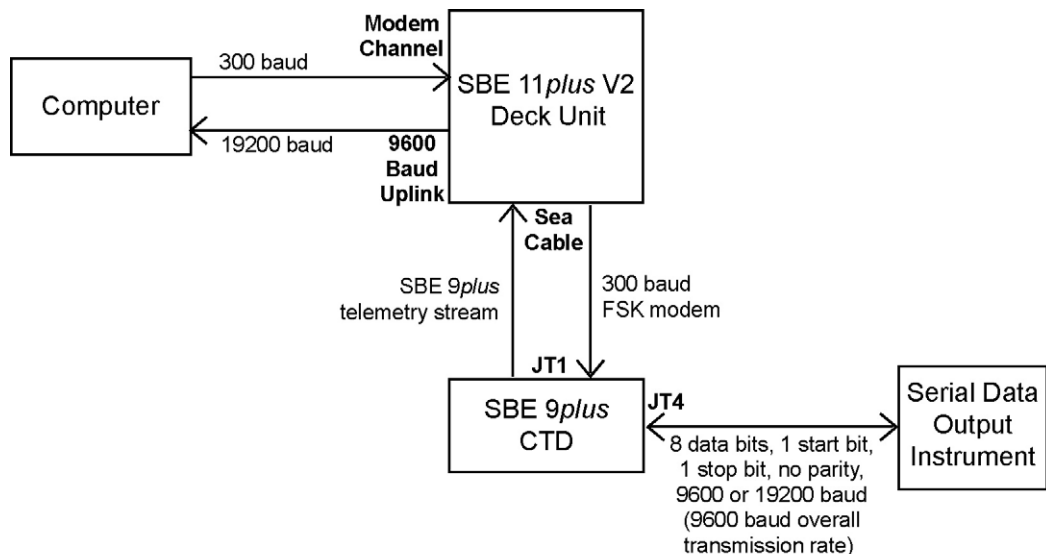 Modem
Channel
300 baud
Computer
SBE 11plus V2
Deck Unit
19200 baud
9600
Baud
Uplink
Sea
Cable
SBE 9plus
telemetry stream
300 baud
FSK modem
JT1
SBE 9plus
CTD
JT4
8 data bits, 1 start bit,
1 stop bit, no parity,
9600 or 19200 baud
(9600 baud overall
transmission rate)
Serial Data
Output
Instrument